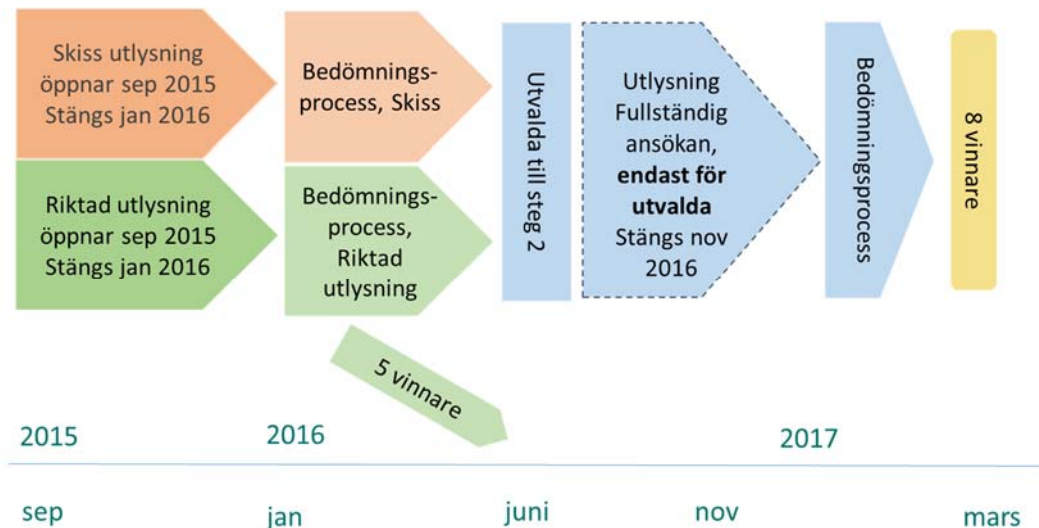 Skiss utlysning
öppnar sep 2015
Stängs jan 2016
Bedömnings-
process, Skiss
Riktad utlysning
öppnar sep 2015
Stängs jan 2016
Bedömnings-
process,
Riktad
utlysning
5 vinnare
Utvalda till steg 2
Utlysning
Fullständig
ansökan,
endast för
utvalda
Stängs nov
2016
Bedömningsprocess
8 vinnare
2015 2016 2017
sep jan juni nov mars